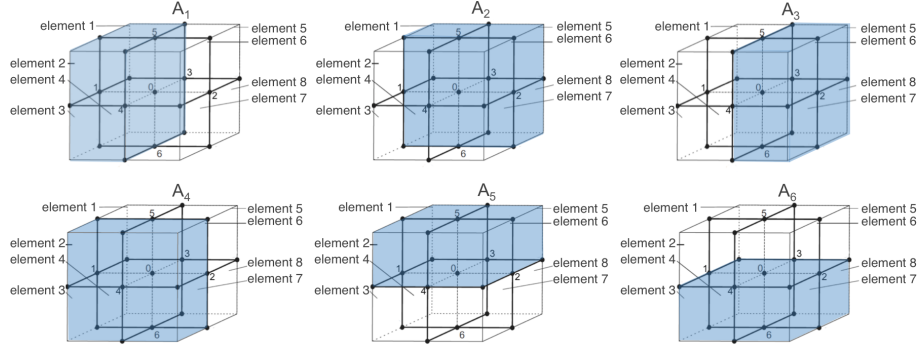 A1
element 1
element 5
5
element 6
element 2
element 4
3
element 8
1
0
element 7
2
element 3
4
6
A2
element 1
element 5
5
element 6
element 2
element 4
3
element 8
1
0
element 7
2
element 3
4
6
A3
element 1
element 5
5
element 6
element 2
element 4
3
element 8
1
0
element 7
2
element 3
4
6
A4
element 1
element 5
5
element 6
element 2
element 4
3
element 8
1
0
2
element 7
element 3
4
6
A5
element 1
element 5
5
element 6
element 2
element 4
3
element 8
1
0
2
element 7
element 3
4
6
A6
element 1
element 5
5
element 6
element 2
element 4
3
element 8
1
0
2
element 7
element 3
4
6